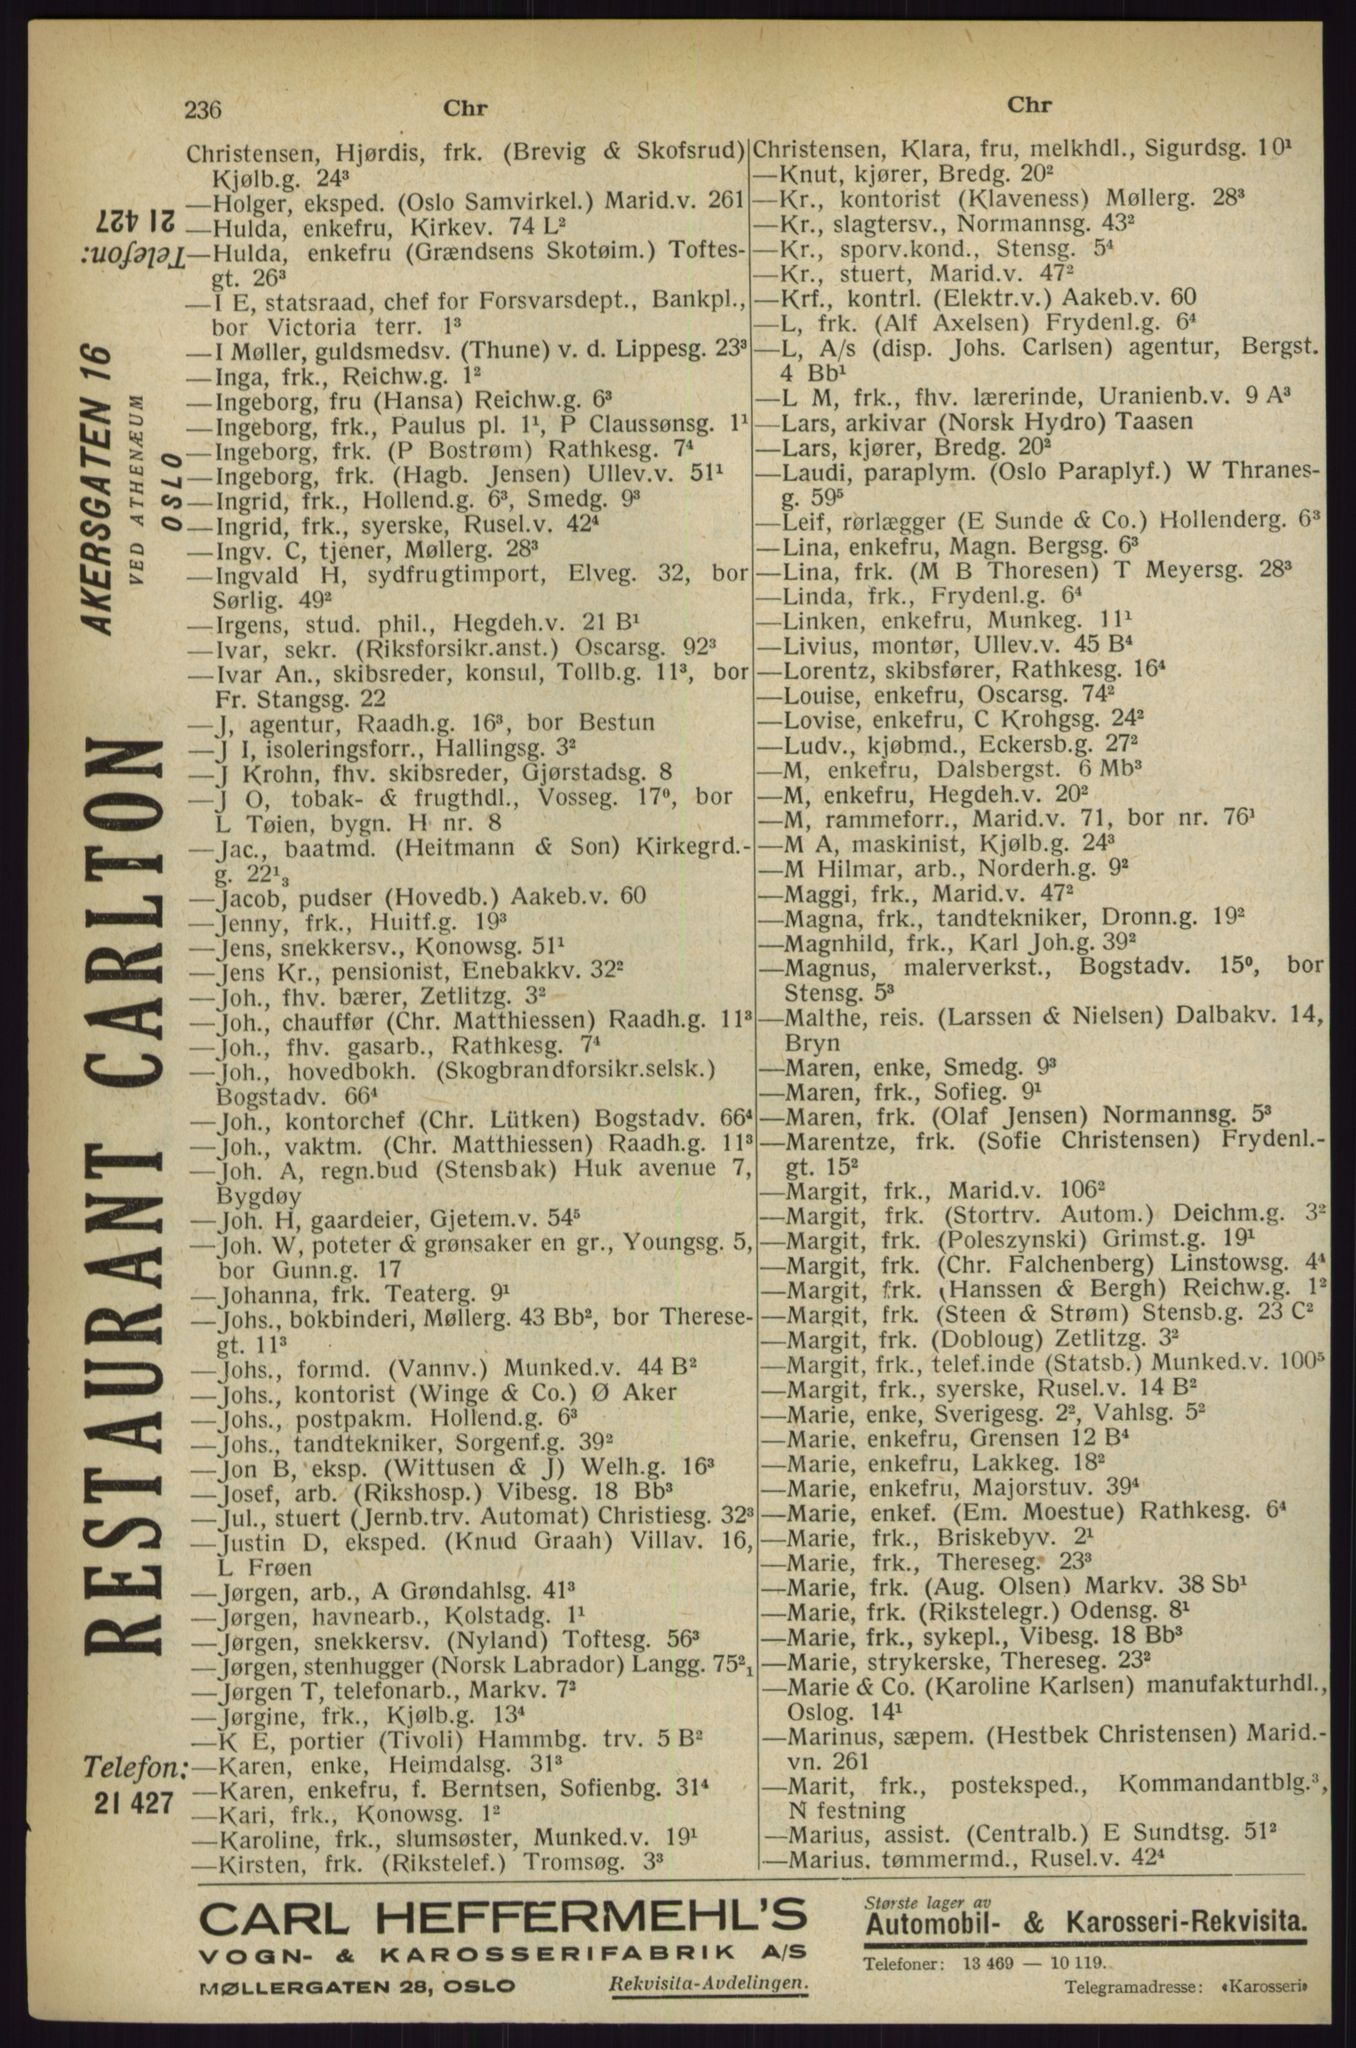 236
Chr
Chr
Christensen, Hjørdis, frk. (Brevig & Skofsrud)
Kjølb.g. 24³
—Holger, eksped. (Oslo Samvirkel.) Marid.v. 261
—Hulda, enkefru, Kirkev. 74 L²
—Hulda, enkefru (Grændsens Skotøim.) Toftes-
gt. 26³
—I E, statsraad, chef for Forsvarsdept., Bankpl.,
bor Victoria terr. 1³
—I Møller, guldsmedsv. (Thune) v. d. Lippesg. 23³
—Inga, frk., Reichw.g. 1²
—Ingeborg, fru (Hansa) Reichw.g. 6³
—Ingeborg, frk., Paulus pl. 1¹, P Claussønsg. 1¹
—Ingeborg, frk. (P Bostrøm) Rathkesg. 7⁴
—Ingeborg, frk. (Hagb. Jensen) Ullev.v. 51¹
—Ingrid, frk., Hollend.g. 6³, Smedg. 9³
—Ingrid, frk., syerske, Rusel.v. 42⁴
—Ingv. C, tjener, Møllerg. 28³
—Ingvald H, sydfrugtimport, Elveg. 32, bor
Sørlig. 49²
—Irgens, stud. phil., Hegdeh.v. 21 B¹
—Ivar, sekr. (Riksforsikr.anst.) Oscarsg. 92³
—Ivar An., skibsreder, konsul, Tollb.g. 11³, bor
Fr. Stangsg. 22
—J, agentur, Raadh.g. 16³, bor Bestun
—J I, isoleringsforr., Hallingsg. 3²
—J Krohn, fhv. skibsreder, Gjørstadsg. 8
—J O, tobak- & frugthdl., Vosseg. 17⁰, bor
L Tøien, bygn. H nr. 8
—Jac., baatmd. (Heitmann & Son) Kirkegrd.-
g. 22¹₃
—Jacob, pudser (Hovedb.) Aakeb.v. 60
—Jenny, frk., Huitf.g. 19³
—Jens, snekkersv., Konowsg. 51¹
—Jens Kr., pensionist, Enebakkv. 32²
—Joh., fhv. bærer, Zetlitzg. 3²
—Joh., chauffør (Chr. Matthiessen) Raadh.g. 11³
—Joh., fhv. gasarb., Rathkesg. 7⁴
—Joh., hovedbokh. (Skogbrandforsikr.selsk.)
Bogstadv. 66⁴
—Joh., kontorchef (Chr. Lütken) Bogstadv. 66⁴
—Joh., vaktm. (Chr. Matthiessen) Raadh.g. 11³
—Joh. A, regn.bud (Stensbak) Huk avenue 7,
Bygdøy
—Joh. H, gaardeier, Gjetem.v. 54⁵
—Joh. W, poteter & grønsaker en gr., Youngsg. 5,
bor Gunn.g. 17
—Johanna, frk. Teaterg. 9¹
—Johs., bokbinderi, Møllerg. 43 Bb², bor Therese-
gt. 11³
—Johs., formd. (Vannv.) Munked.v. 44 B²
—Johs., kontorist (Winge & Co.) Ø Aker
—Johs., postpakm. Hollend.g. 6³
—Johs., tandtekniker, Sorgenf.g. 39²
—Jon B, eksp. (Wittusen & J) Welh.g. 16³
—Josef, arb. (Rikshosp.) Vibesg. 18 Bb³
—Jul., stuert (Jernb.trv. Automat) Christiesg. 32³
—Justin D, eksped. (Knud Graah) Villav. 16,
L Frøen
—Jørgen, arb., A Grøndahlsg. 41³
—Jørgen, havnearb., Kolstadg. 1¹
—Jørgen, snekkersv. (Nyland) Toftesg. 56³
—Jørgen, stenhugger (Norsk Labrador) Langg. 75²₁
—Jørgen T, telefonarb., Markv. 7²
—Jørgine, frk., Kjølb.g. 13⁴
—K E, portier (Tivoli) Hammbg. trv. 5 B²
—Karen, enke, Heimdalsg. 31³
—Karen, enkefru, f. Berntsen, Sofienbg. 31⁴
—Kari, frk., Konowsg. 1²
—Karoline, frk., slumsøster, Munked.v. 19¹
—Kirsten, frk. (Rikstelef.) Tromsøg. 3³
Christensen, Klara, fru, melkhdl., Sigurdsg. 10¹
—Knut, kjører, Bredg. 20²
—Kr., kontorist (Klaveness) Møllerg. 28³
—Kr., slagtersv., Normannsg. 43²
—Kr., sporv.kond., Stensg. 5⁴
—Kr., stuert, Marid.v. 47²
—Krf., kontrl. (Elektr.v.) Aakeb.v. 60
—L, frk. (Alf Axelsen) Frydenl.g. 6⁴
—L, A/s (disp. Johs. Carlsen) agentur, Bergst.
4 Bb¹
—L M, frk., fhv. lærerinde, Uranienb.v. 9 A³
—Lars, arkivar (Norsk Hydro) Taasen
—Lars, kjører, Bredg. 20²
—Laudi, paraplym. (Oslo Paraplyf.) W Thranes-
g. 59⁵
—Leif, rørlægger (E Sunde & Co.) Hollenderg. 6³
—Lina, enkefru, Magn. Bergsg. 6³
—Lina, frk. (M B Thoresen) T Meyersg. 28³
—Linda, frk., Frydenl.g. 6⁴
—Linken, enkefru, Munkeg. 11¹
—Livius, montør, Ullev.v. 45 B⁴
—Lorentz, skibsfører, Rathkesg. 16⁴
—Louise, enkefru, Oscarsg. 74²
—Lovise, enkefru, C Krohgsg. 24²
—Ludv., kjøbmd., Eckersb.g. 27²
—M, enkefru, Dalsbergst. 6 Mb³
—M, enkefru, Hegdeh.v. 20²
—M, rammeforr., Marid.v. 71, bor nr. 76¹
—M A, maskinist, Kjølb.g. 24³
—M Hilmar, arb., Norderh.g. 9²
—Maggi, frk., Marid.v. 47²
—Magna, frk., tandtekniker, Dronn.g. 19²
—Magnhild, frk., Karl Joh.g. 39²
—Magnus, malerverkst., Bogstadv. 15⁰, bor
Stensg. 5³
—Malthe, reis. (Larssen & Nielsen) Dalbakv. 14,
Bryn
—Maren, enke, Smedg. 9³
—Maren, frk., Sofieg. 9¹
—Maren, frk. (Olaf Jensen) Normannsg. 5³
—Marentze, frk. (Sofie Christensen) Frydenl.-
gt. 15²
—Margit, frk., Marid.v. 106²
—Margit, frk. (Stortrv. Autom.) Deichm.g. 3²
—Margit, frk. (Poleszynski) Grimst.g. 19¹
—Margit, frk. (Chr. Falchenberg) Linstowsg. 4⁴
—Margit, frk. (Hanssen & Bergh) Reichw.g. 1²
—Margit, frk. (Steen & Strøm) Stensb.g. 23 C²
—Margit, frk. (Dobloug) Zetlitzg. 3²
—Margit, frk., telef.inde (Statsb.) Munked.v. 100⁵
—Margit, frk., syerske, Rusel.v. 14 B²
—Marie, enke, Sverigesg. 2², Vahlsg. 5²
—Marie, enkefru, Grensen 12 B⁴
—Marie, enkefru, Lakkeg. 18²
—Marie, enkefru, Majorstuv. 39⁴
—Marie, enkef. (Em. Moestue) Rathkesg. 6⁴
—Marie, frk., Briskebyv. 2¹
—Marie, frk., Thereseg. 23³
—Marie, frk. (Aug. Olsen) Markv. 38 Sb¹
—Marie, frk. (Rikstelegr.) Odensg. 8¹
—Marie, frk., sykepl., Vibesg. 18 Bb³
—Marie, strykerske, Thereseg. 23²
—Marie & Co. (Karoline Karlsen) manufakturhdl.,
Oslog. 14¹
—Marinus, sæpem. (Hestbek Christensen) Marid.-
vn. 261
—Marit, frk., posteksped., Kommandantblg.³,
N festning
—Marius, assist. (Centralb.) E Sundtsg. 51²
—Marius, tømmermd., Rusel.v. 42⁴
Telefon:
21 427
AKERSGATEN 16
VED ATHENÆUM
OSLO
RESTAURANT CARLTON
Telefon:
21 427
CARL HEFFERMEHL'S
VOGN- & KAROSSERIFABRIK A/S
MØLLERGATEN 28, OSLO Rekvisita-Avdelingen.
Største lager av
Automobil- & Karosseri-Rekvisita.
Telefoner: 13 469 — 10 119.
Telegramadresse: «Karosseri»